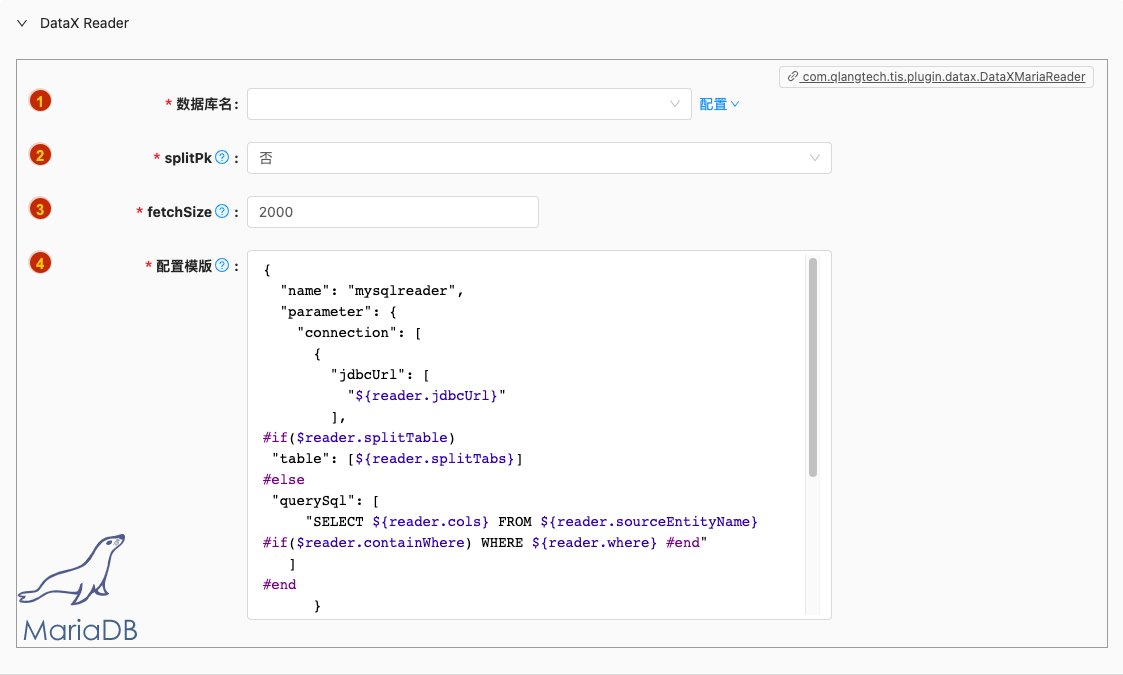 DataX Reader
com.qlangtech.tis.plugin.datax.DataXMariaReader
1 * 数据库名: 配置
2 * splitPk ? : 否
3 * fetchSize ? : 2000
4 * 配置模版 ? :
{
  "name": "mysqlreader",
  "parameter": {
    "connection": [
      {
        "jdbcUrl": [
          "${reader.jdbcUrl}"
        ],
#if($reader.splitTable)
 "table": [${reader.splitTabs}]
#else
 "querySql": [
     "SELECT ${reader.cols} FROM ${reader.sourceEntityName}
#if($reader.containWhere) WHERE ${reader.where} #end"
   ]
#end
      }
MariaDB